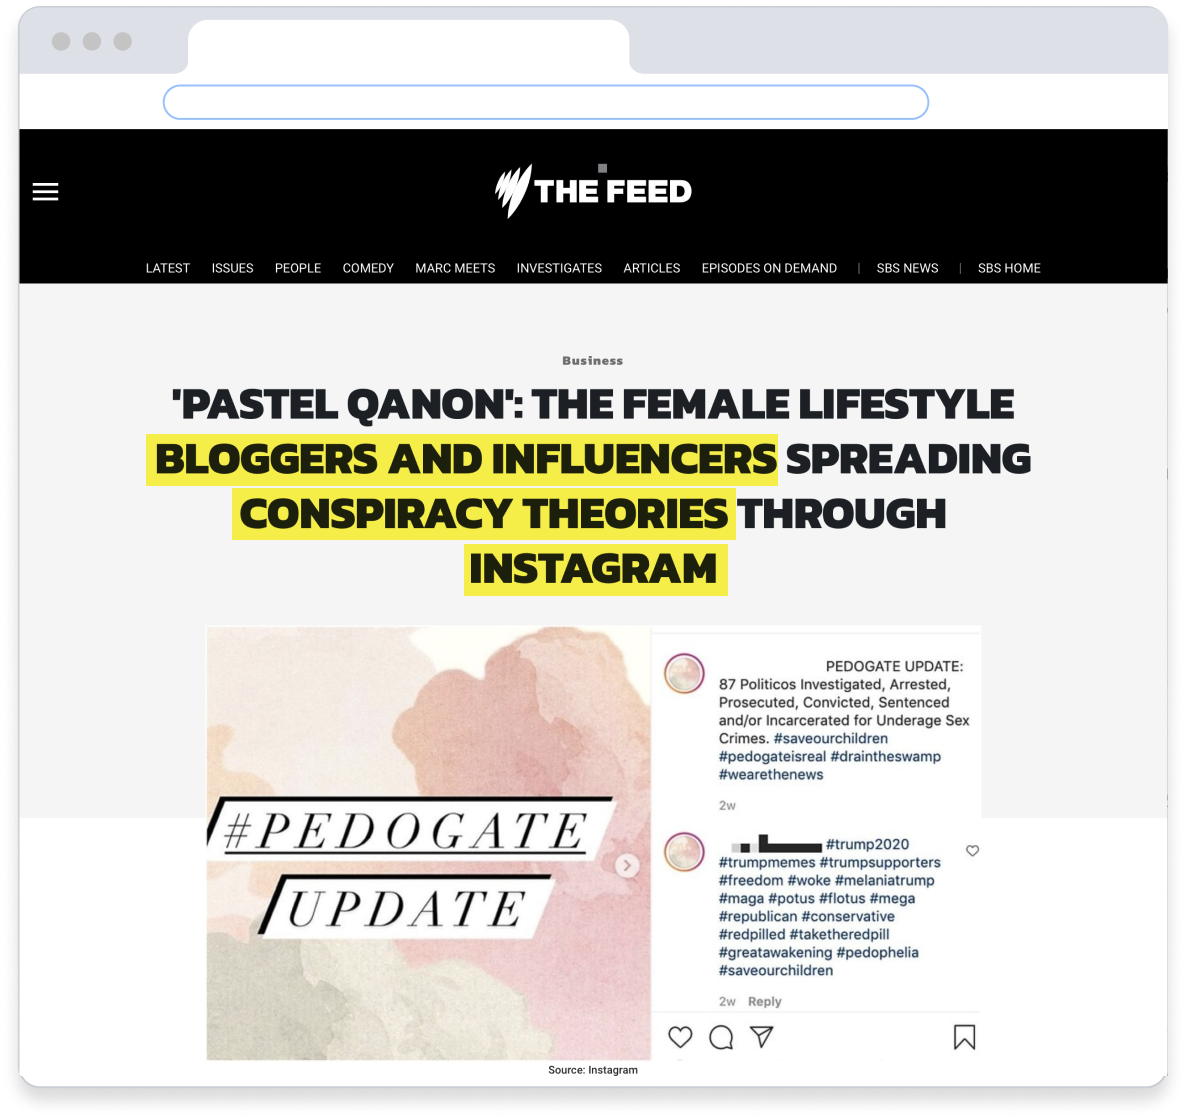 THE FEED
LATEST ISSUES PEOPLE COMEDY MARC MEETS INVESTIGATES ARTICLES EPISODES ON DEMAND | SBS NEWS | SBS HOME
Business
'PASTEL QANON': THE FEMALE LIFESTYLE
BLOGGERS AND INFLUENCERS SPREADING
CONSPIRACY THEORIES THROUGH
INSTAGRAM
#PEDOGATE
UPDATE
PEDOGATE UPDATE:
87 Politicos Investigated, Arrested,
Prosecuted, Convicted, Sentenced
and/or Incarcerated for Underage Sex
Crimes. #saveourchildren
#pedogateisreal #draintheswamp
#wearethenews
2w
#trump2020
#trumpmemes #trumpsupporters
#freedom #woke #melaniatrump
#maga #potus #flotus #mega
#republican #conservative
#redpilled #taketheredpill
#greatawakening #pedophelia
#saveourchildren
2w Reply
Source: Instagram